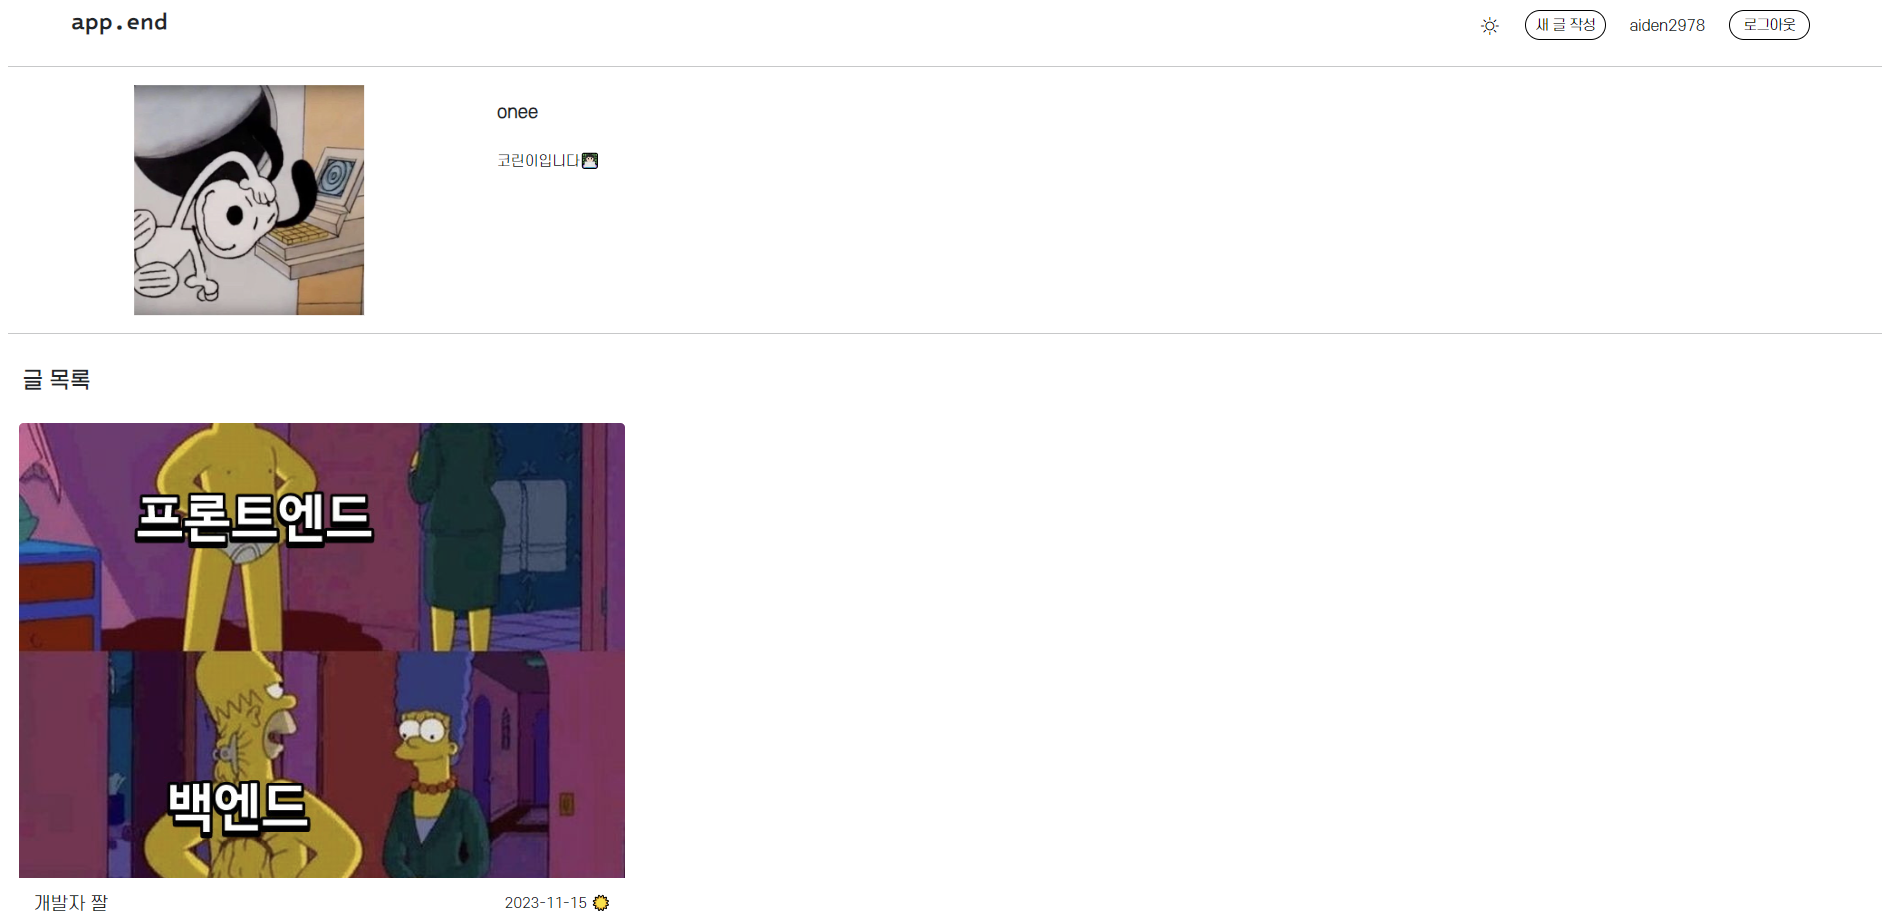 app.end
새 글 작성
aiden2978
로그아웃
onee
코린이입니다
글 목록
프론트엔드
백엔드
개발자 짤
2023-11-15